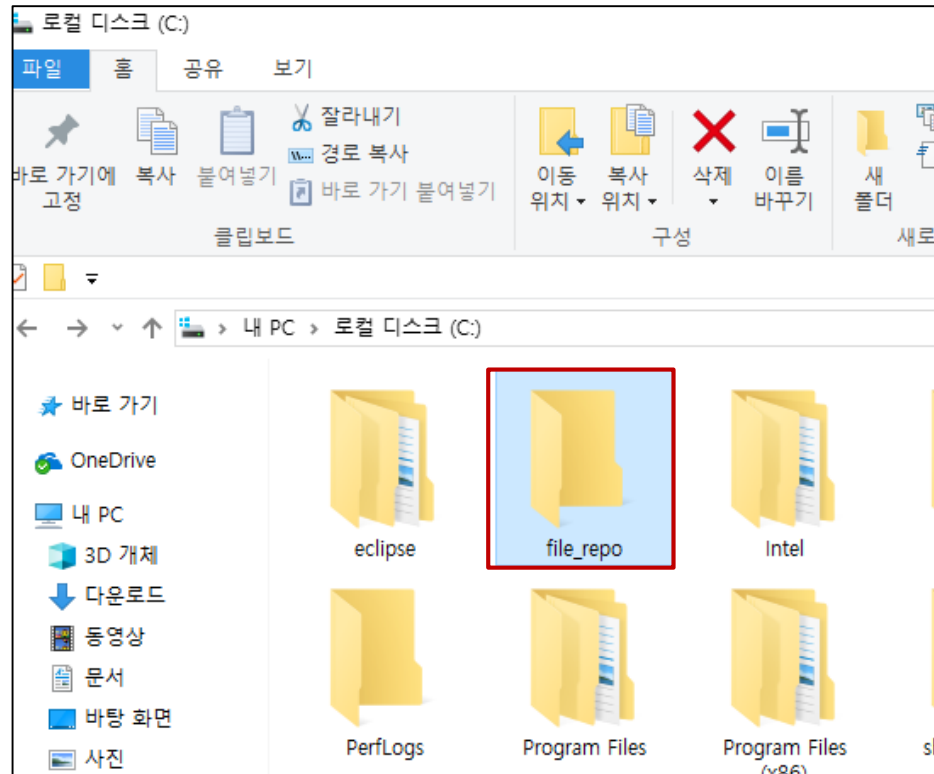 로컬 디스크 (C:)
파일 홈 공유 보기
바로 가기에
고정
복사
붙여넣기
잘라내기
경로 복사
바로 가기 붙여넣기
이동
위치
복사
위치
삭제
이름
바꾸기
새
폴더
클립보드
구성
새로
내 PC › 로컬 디스크 (C:)
바로 가기
OneDrive
내 PC
3D 개체
다운로드
동영상
문서
바탕 화면
사진
eclipse
file_repo
Intel
PerfLogs
Program Files
Program Files
(x86)